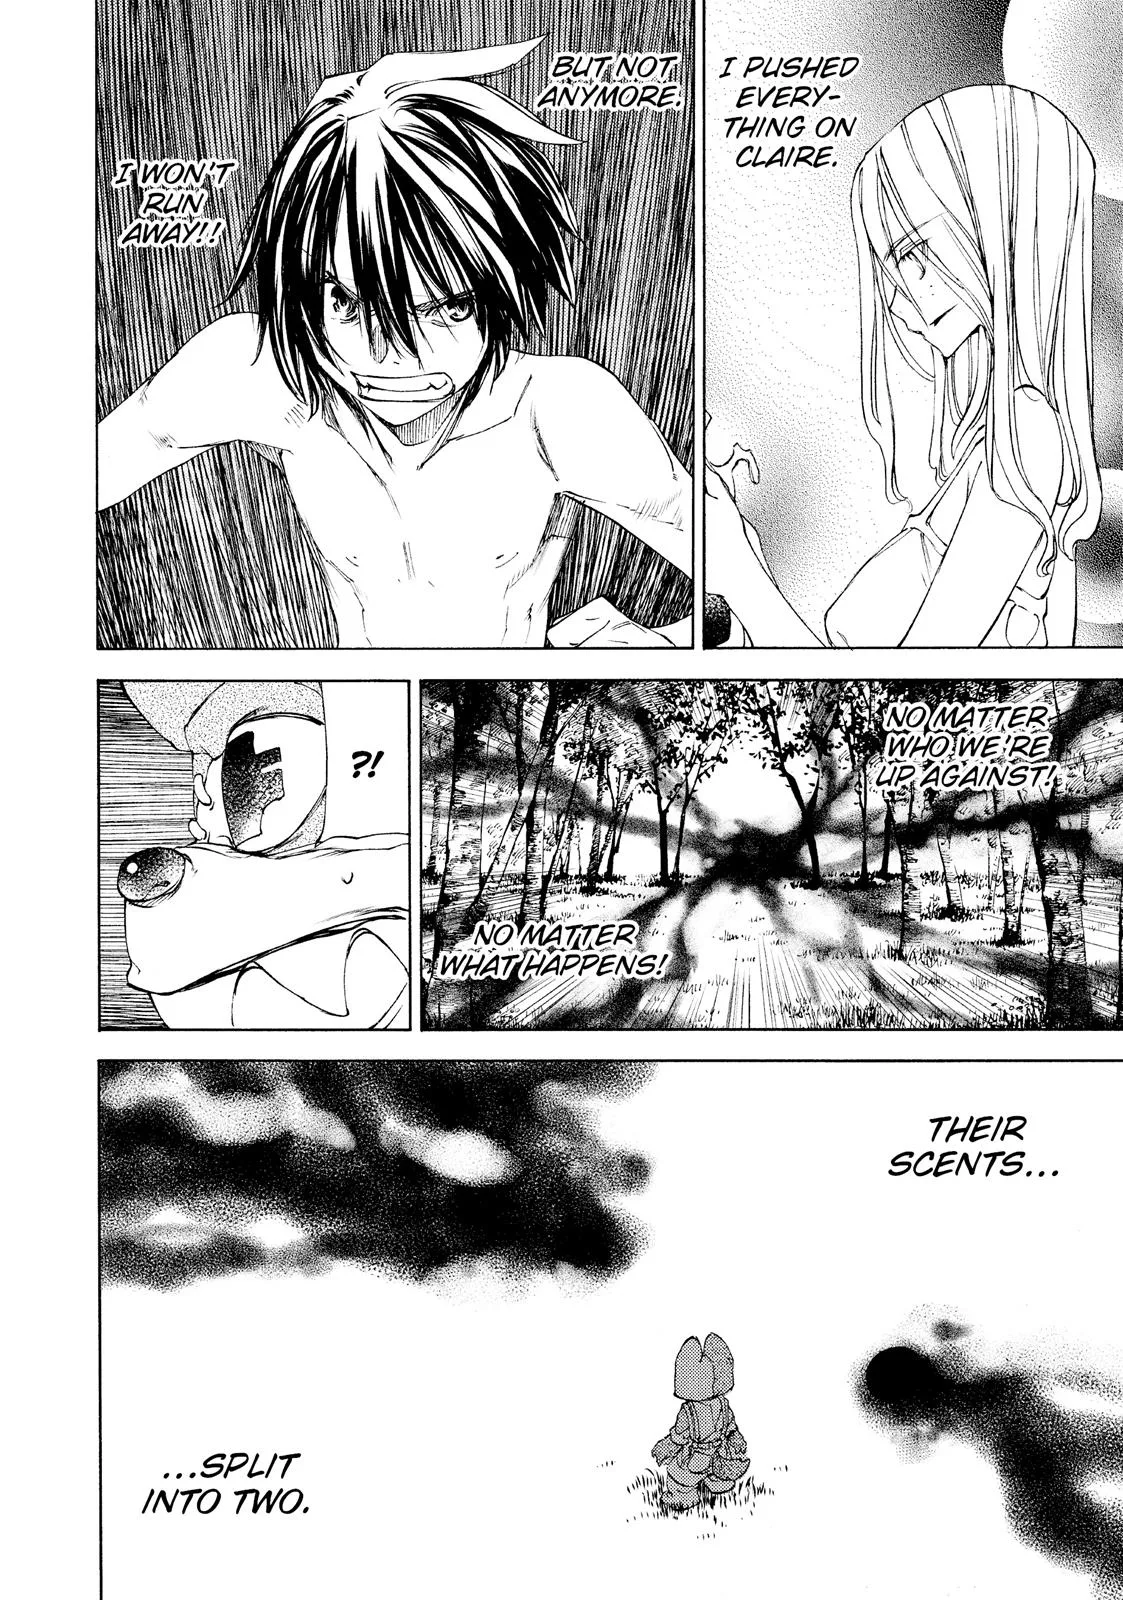 I PUSHED
EVERY-
THING ON
CLAIRE.
BUT NOT
ANYMORE.
I WON'T
RUN
AWAY!!
NO MATTER
WHO WE'RE
UP AGAINST!
NO MATTER
WHAT HAPPENS!
?!
THEIR
SCENTS...
...SPLIT
INTO TWO.